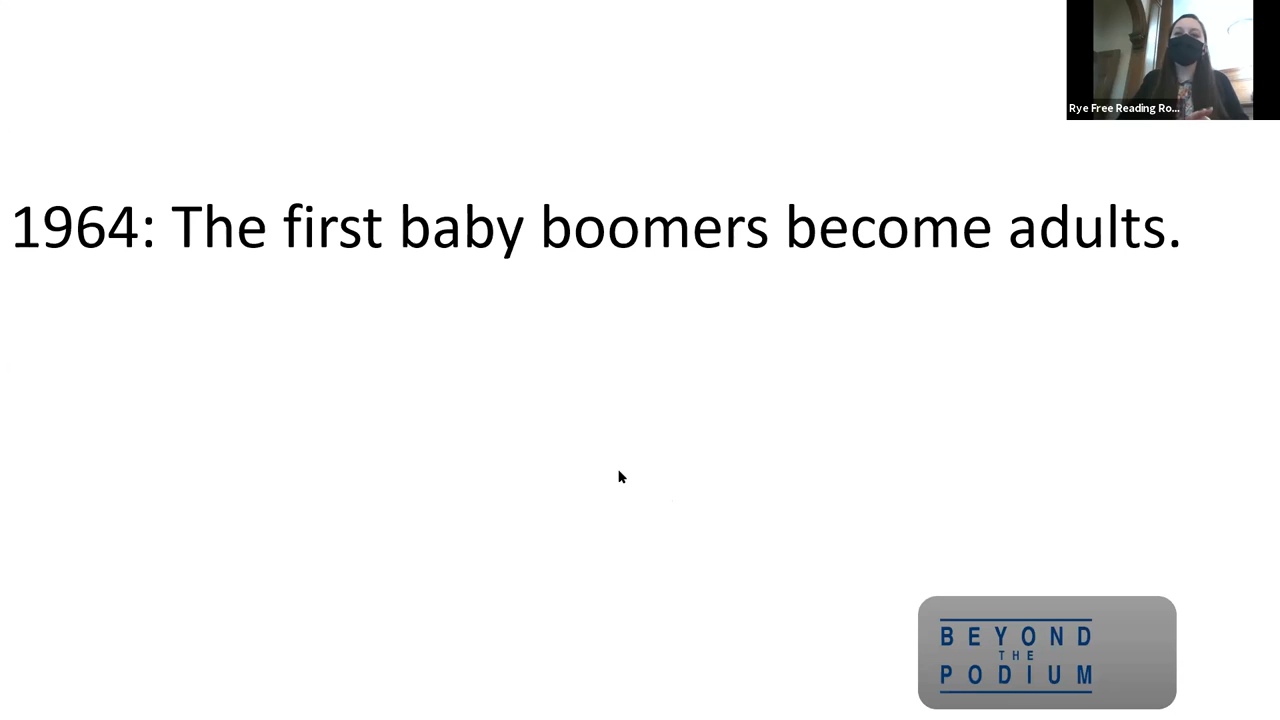 Rye Free Reading Ro...
1964: The first baby boomers become adults.
BEYOND
THE
PODIUM